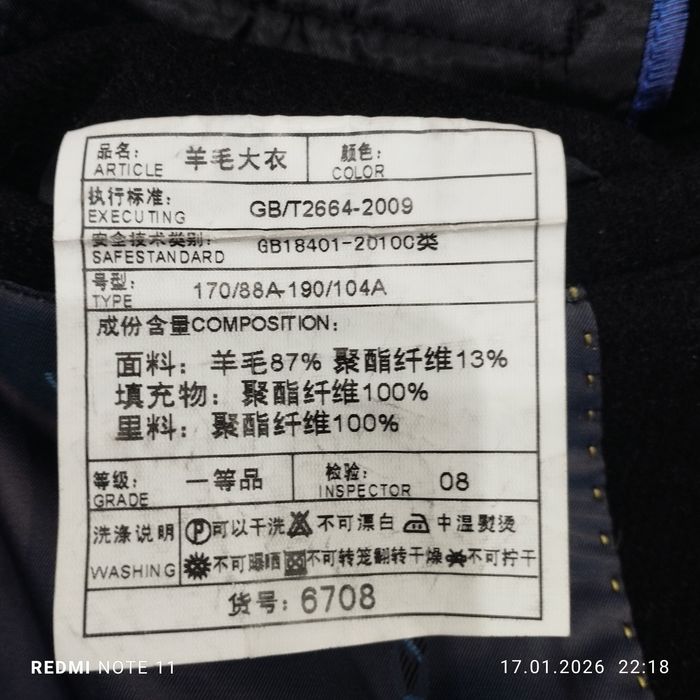 品名： 羊毛大衣 颜色：
ARTICLE COLOR
执行标准： GB/T2664-2009
EXECUTING
安全技术类别： GB18401-2010C类
SAFESTANDARD
号型： 170/88A-190/104A
TYPE
成份含量COMPOSITION：
面料： 羊毛87% 聚酯纤维13%
填充物： 聚酯纤维100%
里料： 聚酯纤维100%
等级： 一等品 检验： 08
GRADE INSPECTOR
洗涤说明 Ⓟ可以干洗 不可漂白 中温熨烫
WASHING 不可曝晒 不可转笼翻转干燥 不可拧干
货号：6708
REDMI NOTE 11 17.01.2026 22:18